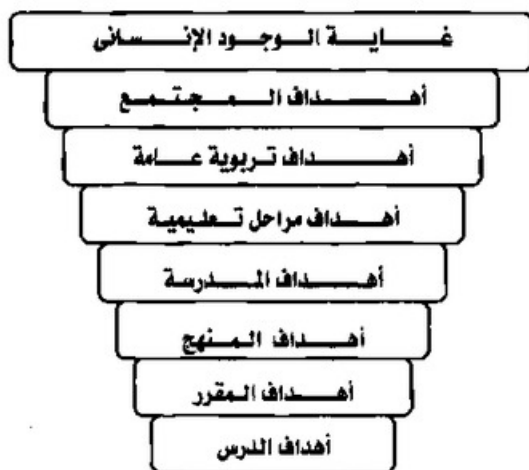 غاية الوجود الإنسانى
أهداف المجتمع
أهداف تربوية عامة
أهداف مراحل تعليمية
أهداف المدرسة
أهداف المنهج
أهداف المقرر
أهداف الدرس